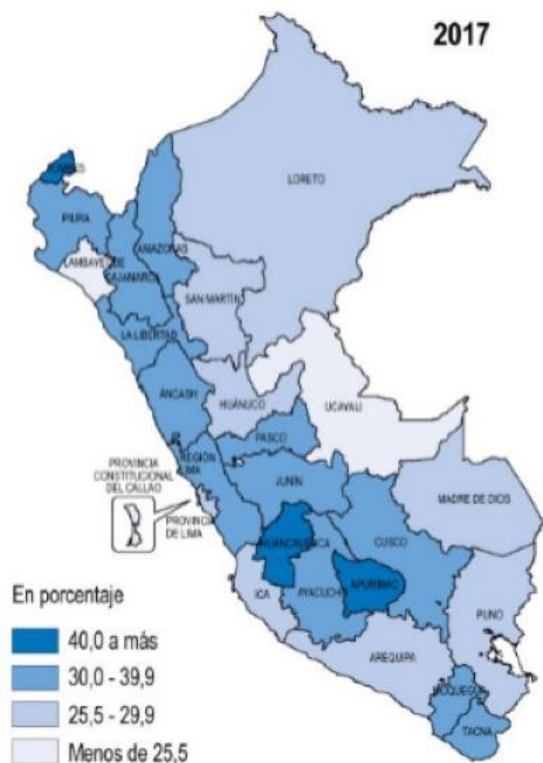 2017
LORETO
PIURA
AMAZONAS
LAMBAYEQUE
CAJAMARCA
SAN MARTÍN
LA LIBERTAD
ÁNCASH
HUÁNUCO
UCAYALI
PASCO
REGIÓN
LIMA
PROVINCIA
CONSTITUCIONAL
DEL CALLAO
JUNÍN
MADRE DE DIOS
PROVINCIA
DE LIMA
HUANCAVELICA
CUSCO
ICA
AYACUCHO
APURÍMAC
PUNO
AREQUIPA
MOQUEGUA
TACNA
En porcentaje
40,0 a más
30,0 - 39,9
25,5 - 29,9
Menos de 25,5